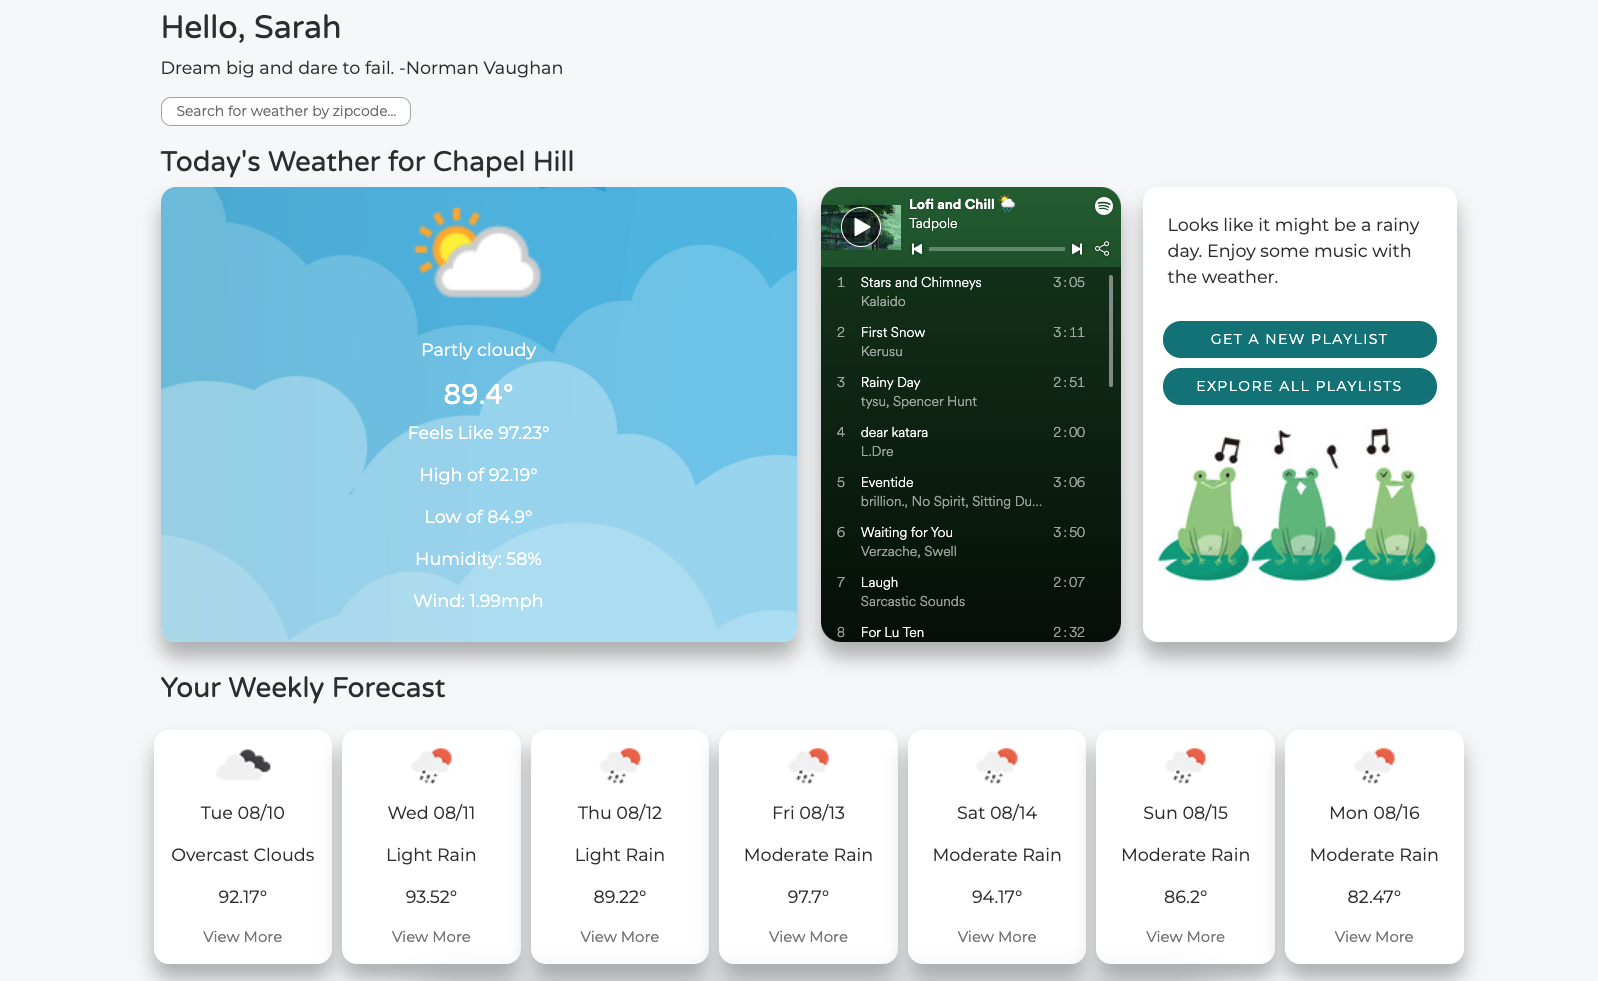 Hello, Sarah
Dream big and dare to fail. -Norman Vaughan
Search for weather by zipcode...
Today's Weather for Chapel Hill
Partly cloudy
89.4°
Feels Like 97.23°
High of 92.19°
Low of 84.9°
Humidity: 58%
Wind: 1.99mph
Lofi and Chill
Tadpole
1 Stars and Chimneys 3:05
Kalaido
2 First Snow 3:11
Kerusu
3 Rainy Day 2:51
tysu, Spencer Hunt
4 dear katara 2:00
L.Dre
5 Eventide 3:06
brillion., No Spirit, Sitting Du...
6 Waiting for You 3:50
Verzache, Swell
7 Laugh 2:07
Sarcastic Sounds
8 For Lu Ten 2:32
Looks like it might be a rainy
day. Enjoy some music with
the weather.
GET A NEW PLAYLIST
EXPLORE ALL PLAYLISTS
Your Weekly Forecast
Tue 08/10
Overcast Clouds
92.17°
View More
Wed 08/11
Light Rain
93.52°
View More
Thu 08/12
Light Rain
89.22°
View More
Fri 08/13
Moderate Rain
97.7°
View More
Sat 08/14
Moderate Rain
94.17°
View More
Sun 08/15
Moderate Rain
86.2°
View More
Mon 08/16
Moderate Rain
82.47°
View More